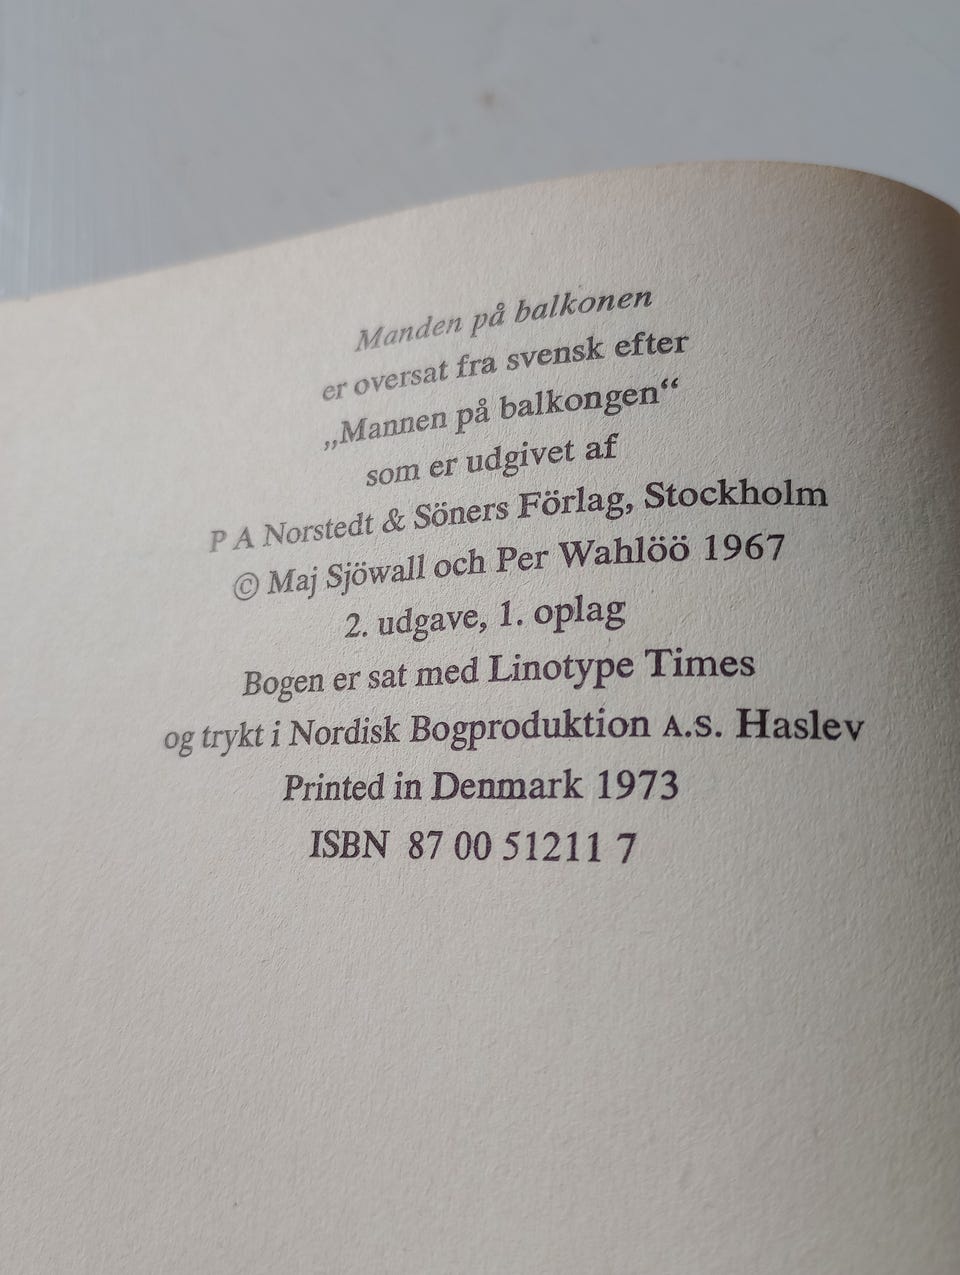 Manden på balkonen
er oversat fra svensk efter
„Mannen på balkongen“
som er udgivet af
P A Norstedt & Söners Förlag, Stockholm
© Maj Sjöwall och Per Wahlöö 1967
2. udgave, 1. oplag
Bogen er sat med Linotype Times
og trykt i Nordisk Bogproduktion A.S. Haslev
Printed in Denmark 1973
ISBN 87 00 51211 7